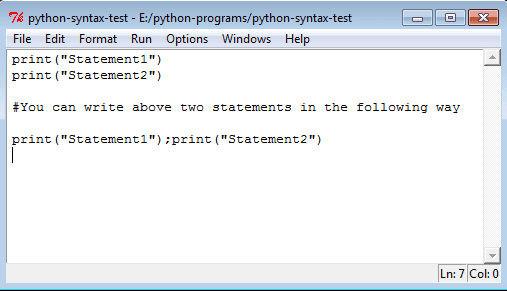 python-syntax-test - E:/python-programs/python-syntax-test
File Edit Format Run Options Windows Help
print("Statement1")
print("Statement2")
#You can write above two statements in the following way
print("Statement1");print("Statement2")
Ln: 7 Col: 0